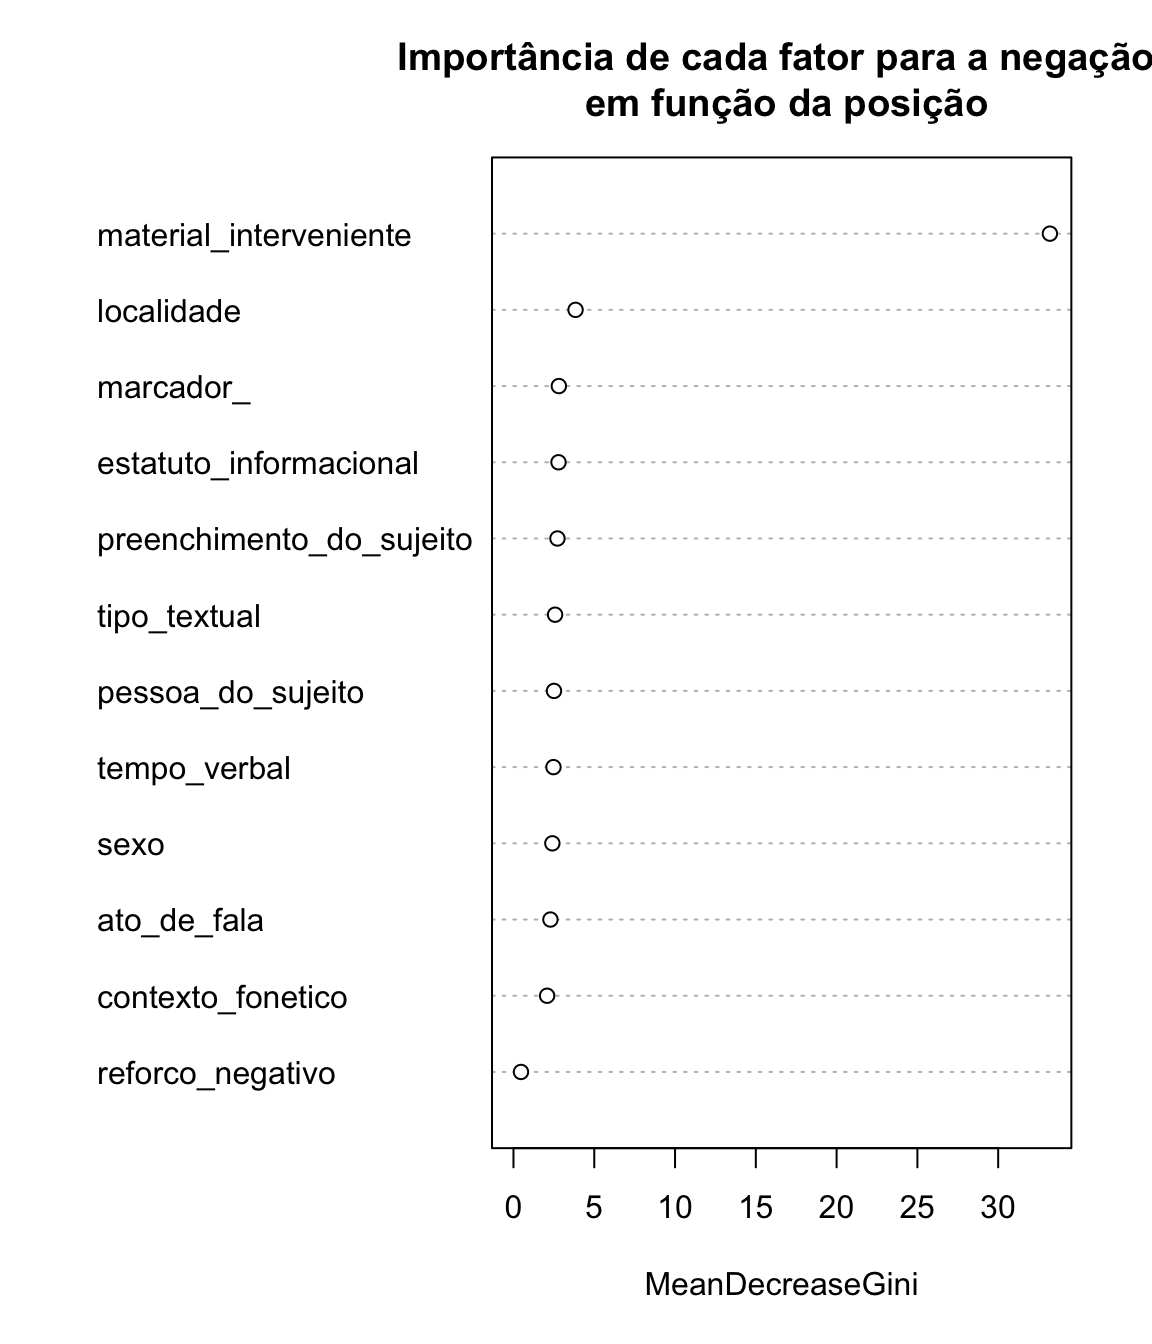 Importância de cada fator para a negação
em função da posição
material_interveniente
localidade
marcador_
estatuto_informacional
preenchimento_do_sujeito
tipo_textual
pessoa_do_sujeito
tempo_verbal
sexo
ato_de_fala
contexto_fonetico
reforco_negativo
0 5 10 15 20 25 30
MeanDecreaseGini